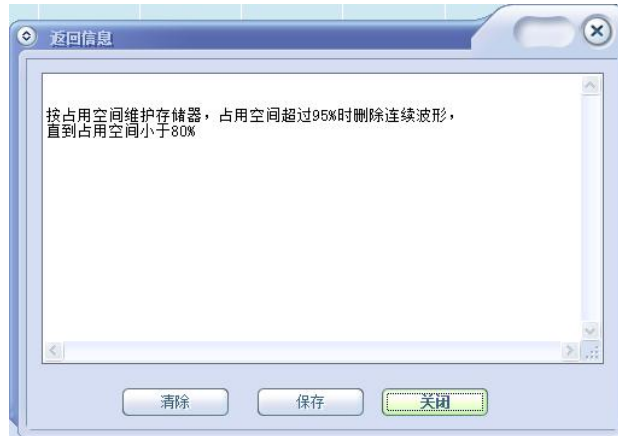 返回信息
按占用空间维护存储器，占用空间超过95%时删除连续波形，
直到占用空间小于80%
清除
保存
关闭